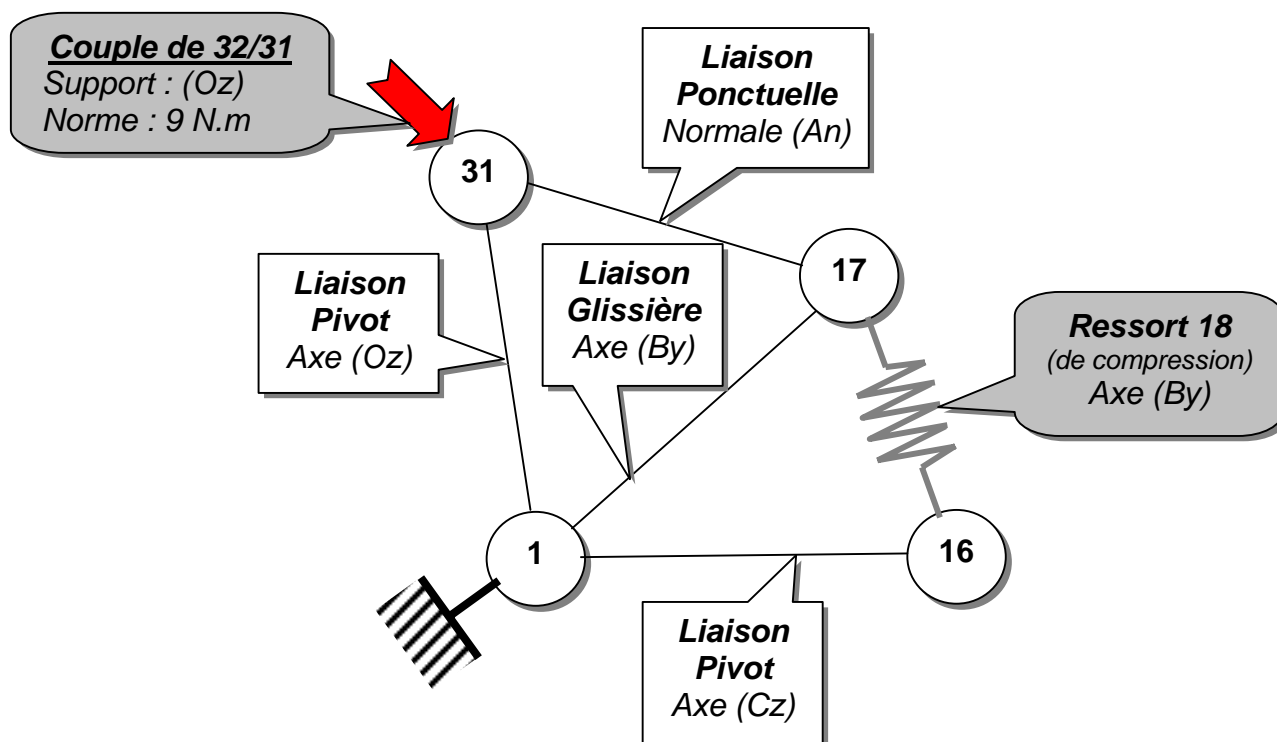 Couple de 32/31
Support : (Oz)
Norme : 9 N.m
Liaison
Ponctuelle
Normale (An)
31
17
Liaison
Pivot
Axe (Oz)
Liaison
Glissière
Axe (By)
Ressort 18
(de compression)
Axe (By)
1
16
Liaison
Pivot
Axe (Cz)